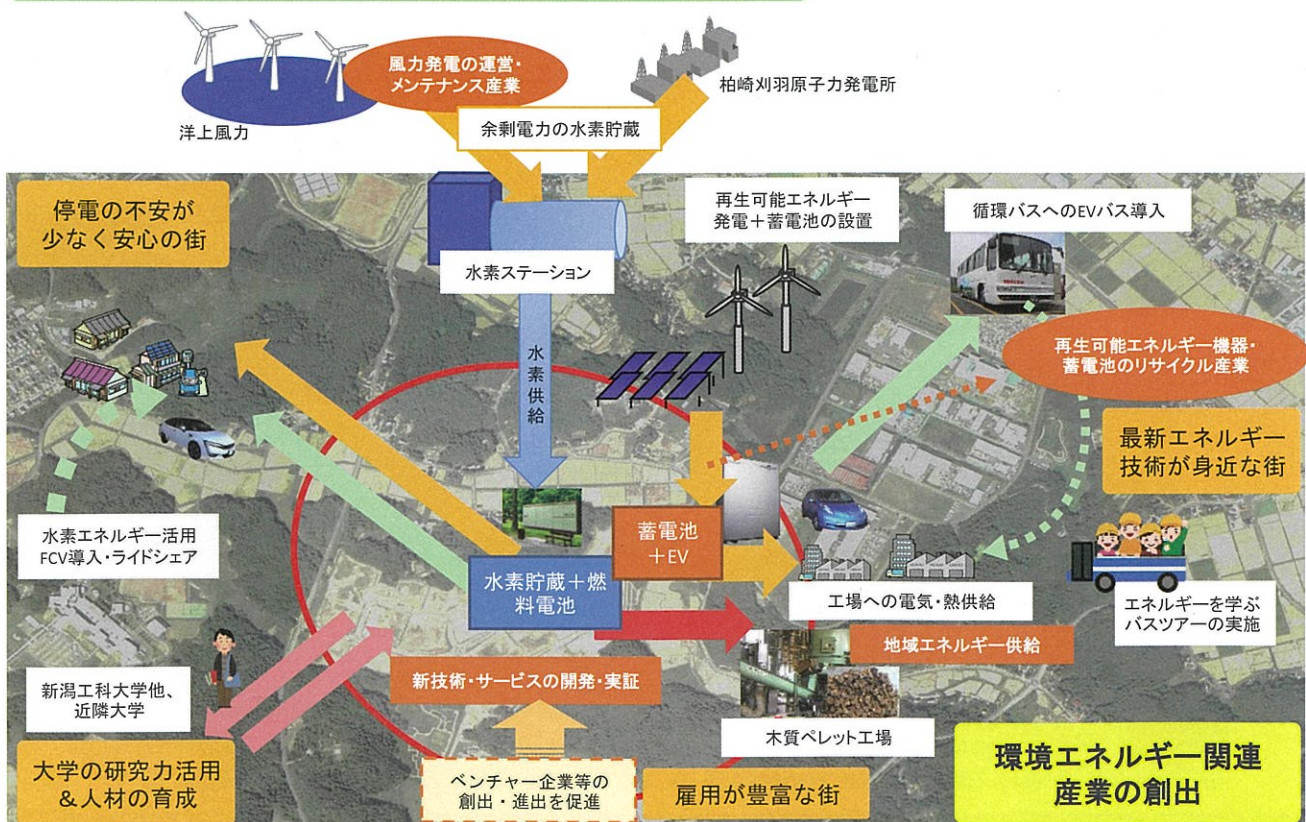 風力発電の運営・
メンテナンス産業
柏崎刈羽原子力発電所
洋上風力
余剰電力の水素貯蔵
停電の不安が
少なく安心の街
再生可能エネルギー
発電＋蓄電池の設置
循環バスへのEVバス導入
水素ステーション
水素供給
再生可能エネルギー機器・
蓄電池のリサイクル産業
最新エネルギー
技術が身近な街
蓄電池
＋EV
水素エネルギー活用
FCV導入・ライドシェア
水素貯蔵＋燃
料電池
工場への電気・熱供給
エネルギーを学ぶ
バスツアーの実施
地域エネルギー供給
新潟工科大学他、
近隣大学
新技術・サービスの開発・実証
木質ペレット工場
大学の研究力活用
＆人材の育成
ベンチャー企業等の
創出・進出を促進
雇用が豊富な街
環境エネルギー関連
産業の創出